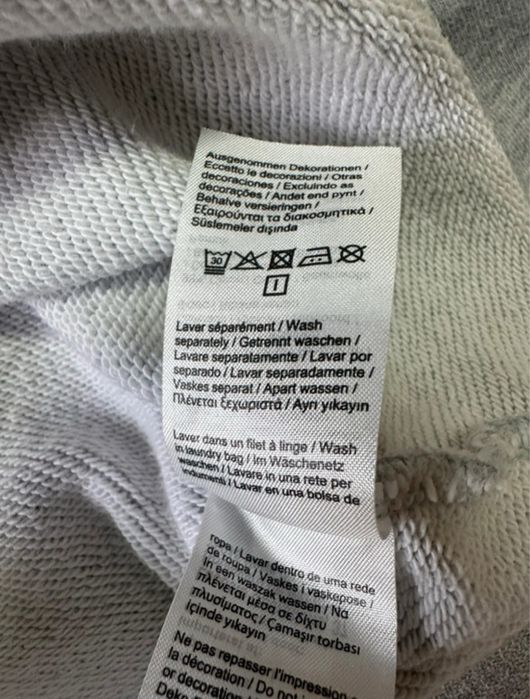 Ausgenommen Dekorationen /
Eccetto le decorazioni / Otras
decoraciones / Excluindo as
decorações / Andet end pynt /
Behalve versieringen /
Εξαιρούνται τα διακοσμητικά /
Süslemeler dışında
30
Laver séparément / Wash
separately / Getrennt waschen /
Lavare separatamente / Lavar por
separado / Lavar separadamente /
Vaskes separat / Apart wassen /
Πλένεται ξεχωριστά / Ayrı yıkayın
Laver dans un filet à linge / Wash
in laundry bag / Im Wäschenetz
waschen / Lavare in una rete per
indumenti / Lavar en una bolsa de
ropa / Lavar dentro de uma rede
de roupa / Vaskes i vaskepose /
In een waszak wassen / Να
πλένεται μέσα σε δίχτυ
πλυσίματος / Çamaşır torbası
içinde yıkayın
Ne pas repasser l'impression o
la décoration / Do not
or decoration